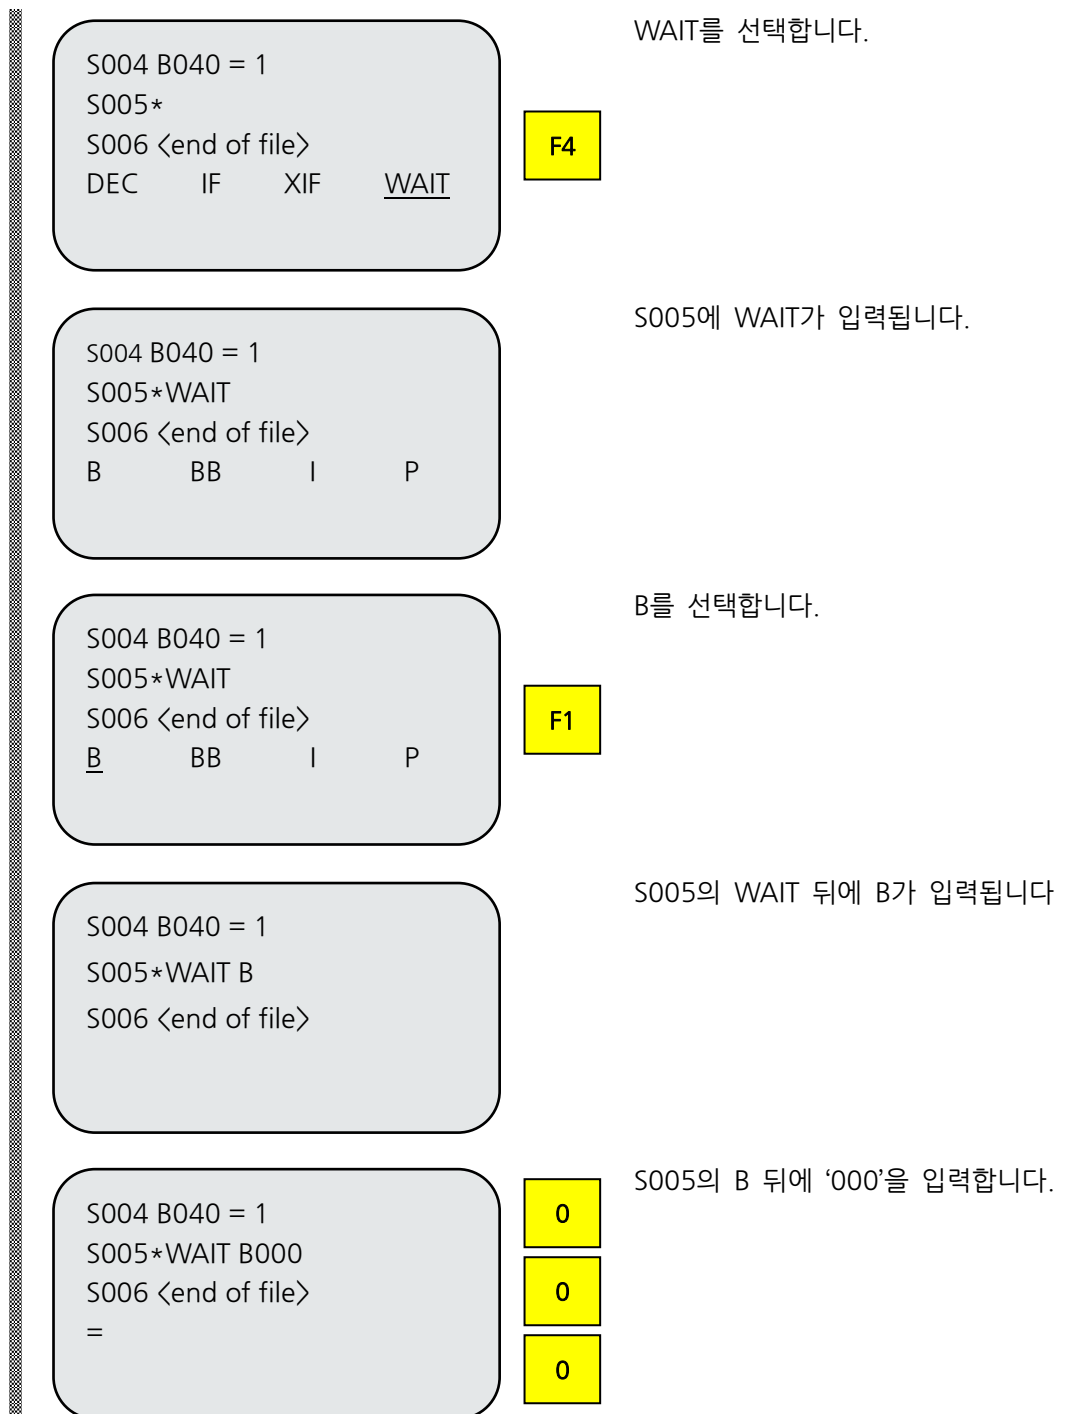 WAIT를 선택합니다.
S004 B040 = 1
S005*
S006 <end of file>
DEC IF XIF WAIT
F4
S005에 WAIT가 입력됩니다.
S004 B040 = 1
S005*WAIT
S006 <end of file>
B BB I P
B를 선택합니다.
S004 B040 = 1
S005*WAIT
S006 <end of file>
B BB I P
F1
S005의 WAIT 뒤에 B가 입력됩니다
S004 B040 = 1
S005*WAIT B
S006 <end of file>
S005의 B 뒤에 ‘000’을 입력합니다.
S004 B040 = 1
S005*WAIT B000
S006 <end of file>
=
0
0
0